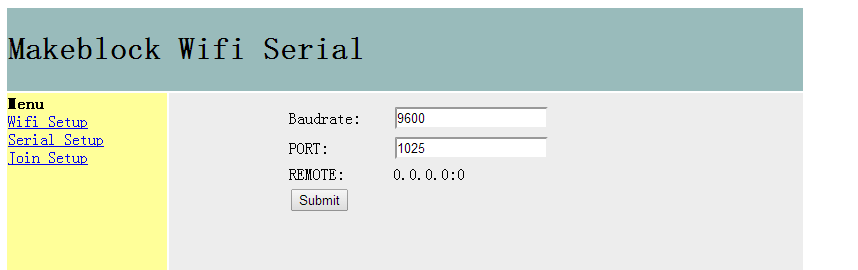 Makeblock Wifi Serial
Menu
Wifi Setup
Serial Setup
Join Setup
Baudrate: 9600
PORT: 1025
REMOTE: 0.0.0.0:0
Submit